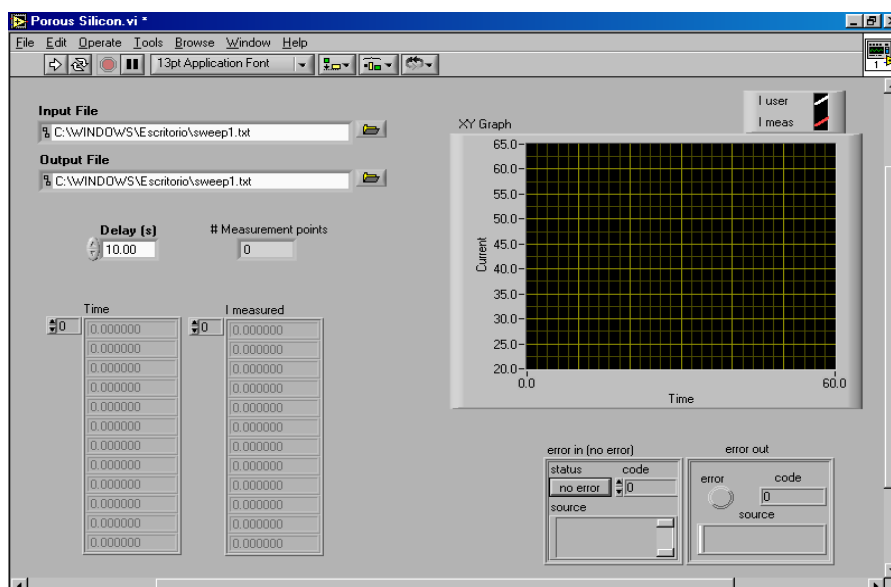 Porous Silicon.vi *
File Edit Operate Tools Browse Window Help
13pt Application Font
1
Input File
C:\WINDOWS\Escritorio\sweep1.txt
Output File
C:\WINDOWS\Escritorio\sweep1.txt
Delay (s)
10.00
# Measurement points
0
Time
0
0.000000
0.000000
0.000000
0.000000
0.000000
0.000000
0.000000
0.000000
0.000000
0.000000
0.000000
0.000000
I measured
0
0.000000
0.000000
0.000000
0.000000
0.000000
0.000000
0.000000
0.000000
0.000000
0.000000
0.000000
0.000000
I user
I meas
XY Graph
65.0
60.0
55.0
50.0
45.0
40.0
35.0
30.0
25.0
20.0
Current
0.0 60.0
Time
error in (no error)
status code
no error 0
source
error out
error code
0
source